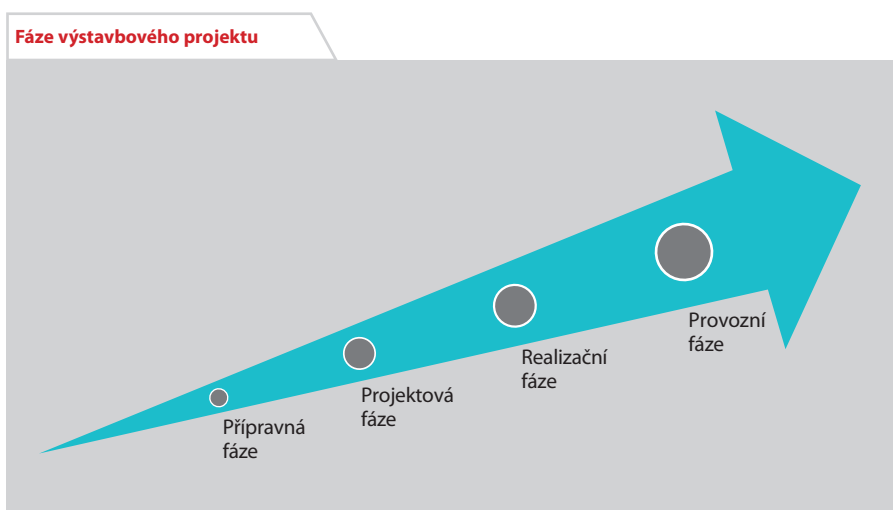 Fáze výstavbového projektu
Přípravná
fáze
Projektová
fáze
Realizační
fáze
Provozní
fáze